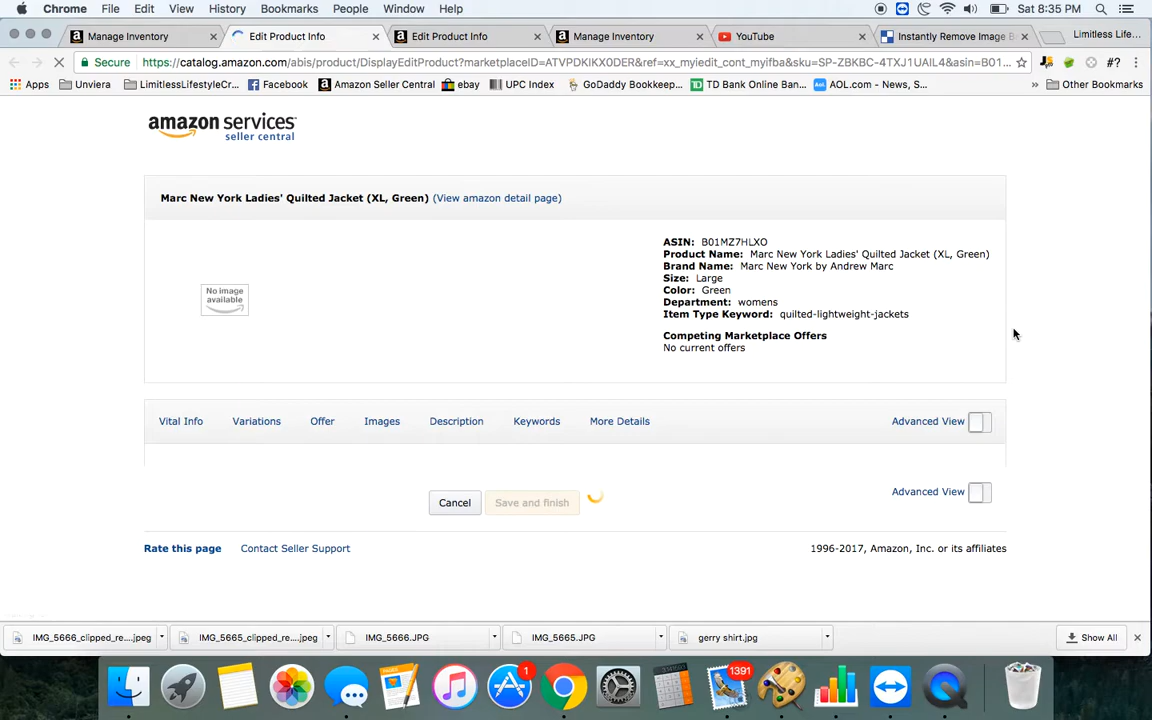 Chrome File Edit View History Bookmarks People Window Help Sat 8:35 PM
Manage Inventory Edit Product Info Edit Product Info Manage Inventory YouTube Instantly Remove Image B Limitless Life...
Secure https://catalog.amazon.com/abis/product/DisplayEditProduct?marketplaceID=ATVPDKIKX0DER&ref=xx_myiedit_cont_myifba&sku=SP-ZBKBC-4TXJ1UAIL4&asin=B01... #?
Apps Unviera LimitlessLifestyleCr... Facebook Amazon Seller Central ebay UPC Index GoDaddy Bookkeep... TD Bank Online Ban... AOL.com - News, S... » Other Bookmarks
amazon services
seller central
Marc New York Ladies' Quilted Jacket (XL, Green) (View amazon detail page)
No image
available
ASIN: B01MZ7HLXO
Product Name: Marc New York Ladies' Quilted Jacket (XL, Green)
Brand Name: Marc New York by Andrew Marc
Size: Large
Color: Green
Department: womens
Item Type Keyword: quilted-lightweight-jackets
Competing Marketplace Offers
No current offers
Vital Info Variations Offer Images Description Keywords More Details Advanced View
Advanced View
Cancel Save and finish
Rate this page Contact Seller Support 1996-2017, Amazon, Inc. or its affiliates
IMG_5666_clipped_re....jpeg IMG_5665_clipped_re....jpeg IMG_5666.JPG IMG_5665.JPG gerry shirt.jpg Show All
1 1391